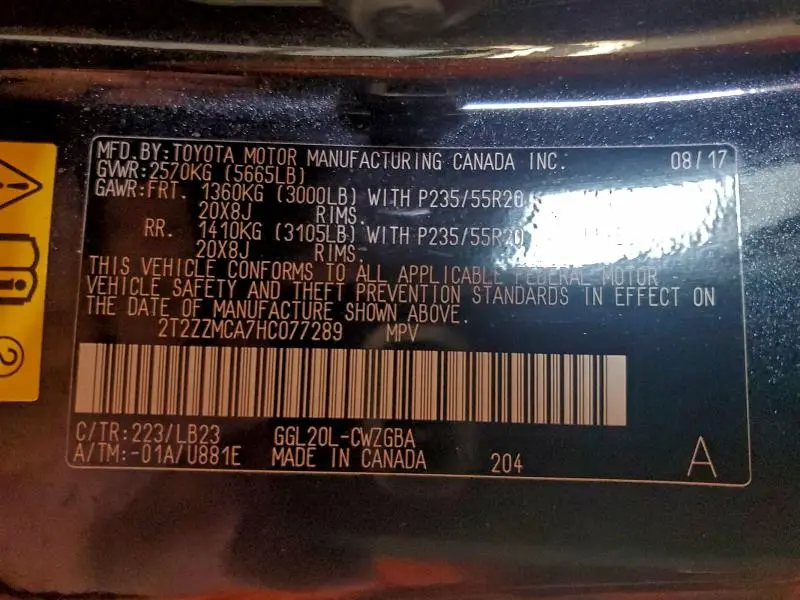 MFD.BY:TOYOTA MOTOR MANUFACTURING CANADA INC. 08/17
GVWR:2570KG (5665LB)
GAWR:FRT. 1360KG (3000LB) WITH P235/55R20
20X8J RIMS.
RR. 1410KG (3105LB) WITH P235/55R20
20X8J RIMS.
THIS VEHICLE CONFORMS TO ALL APPLICABLE FEDERAL MOTOR
VEHICLE SAFETY AND THEFT PREVENTION STANDARDS IN EFFECT ON
THE DATE OF MANUFACTURE SHOWN ABOVE.
2T2ZZMCA7HC077289 MPV
C/TR:223/LB23 GGL20L-CWZGBA
A/TM:-01A/U881E MADE IN CANADA 204 A
2